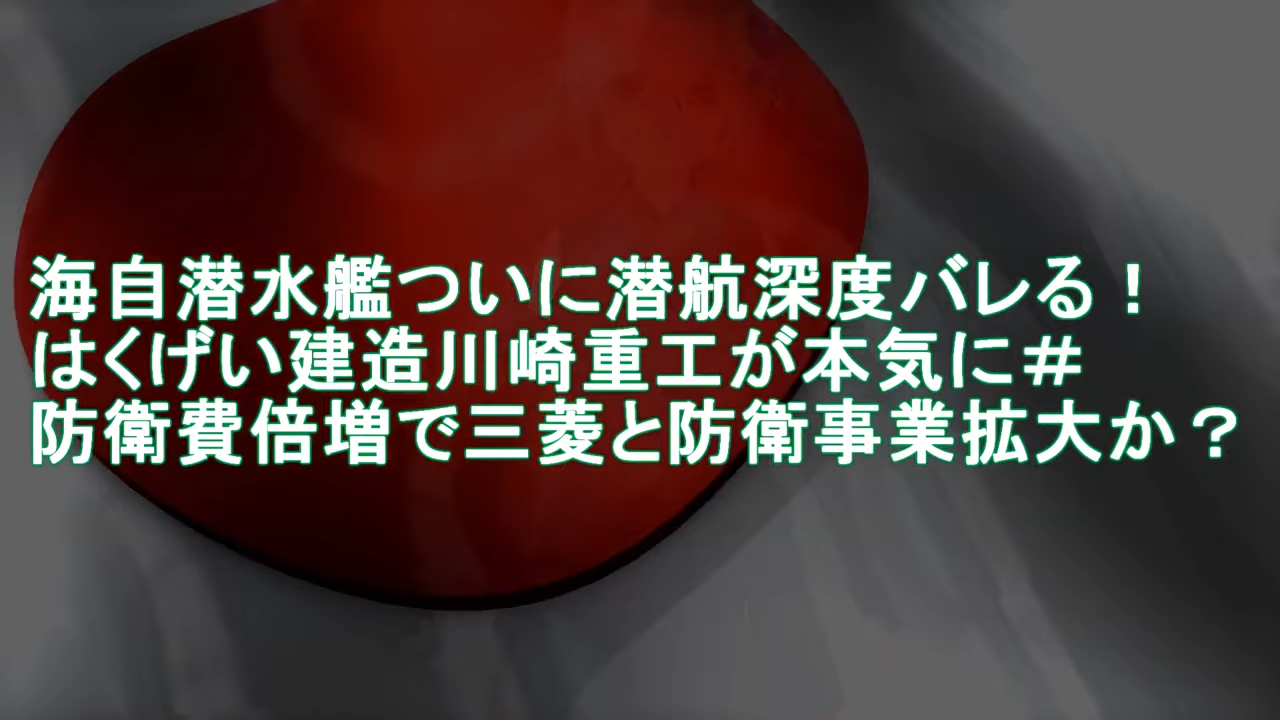 海自潜水艦ついに潜航深度バレる！
はくげい建造川崎重工が本気に＃
防衛費倍増で三菱と防衛事業拡大か？